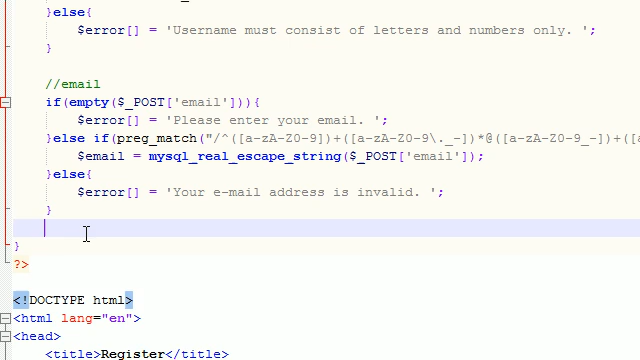 }else{
$error[] = 'Username must consist of letters and numbers only. ';
}
//email
if(empty($_POST['email'])){
$error[] = 'Please enter your email. ';
}else if(preg_match("/^([a-zA-Z0-9])+([a-zA-Z0-9\._-])*@([a-zA-Z0-9_-])+([a
$email = mysql_real_escape_string($_POST['email']);
}else{
$error[] = 'Your e-mail address is invalid. ';
}
}
?>
<!DOCTYPE html>
<html lang="en">
<head>
<title>Register</title>